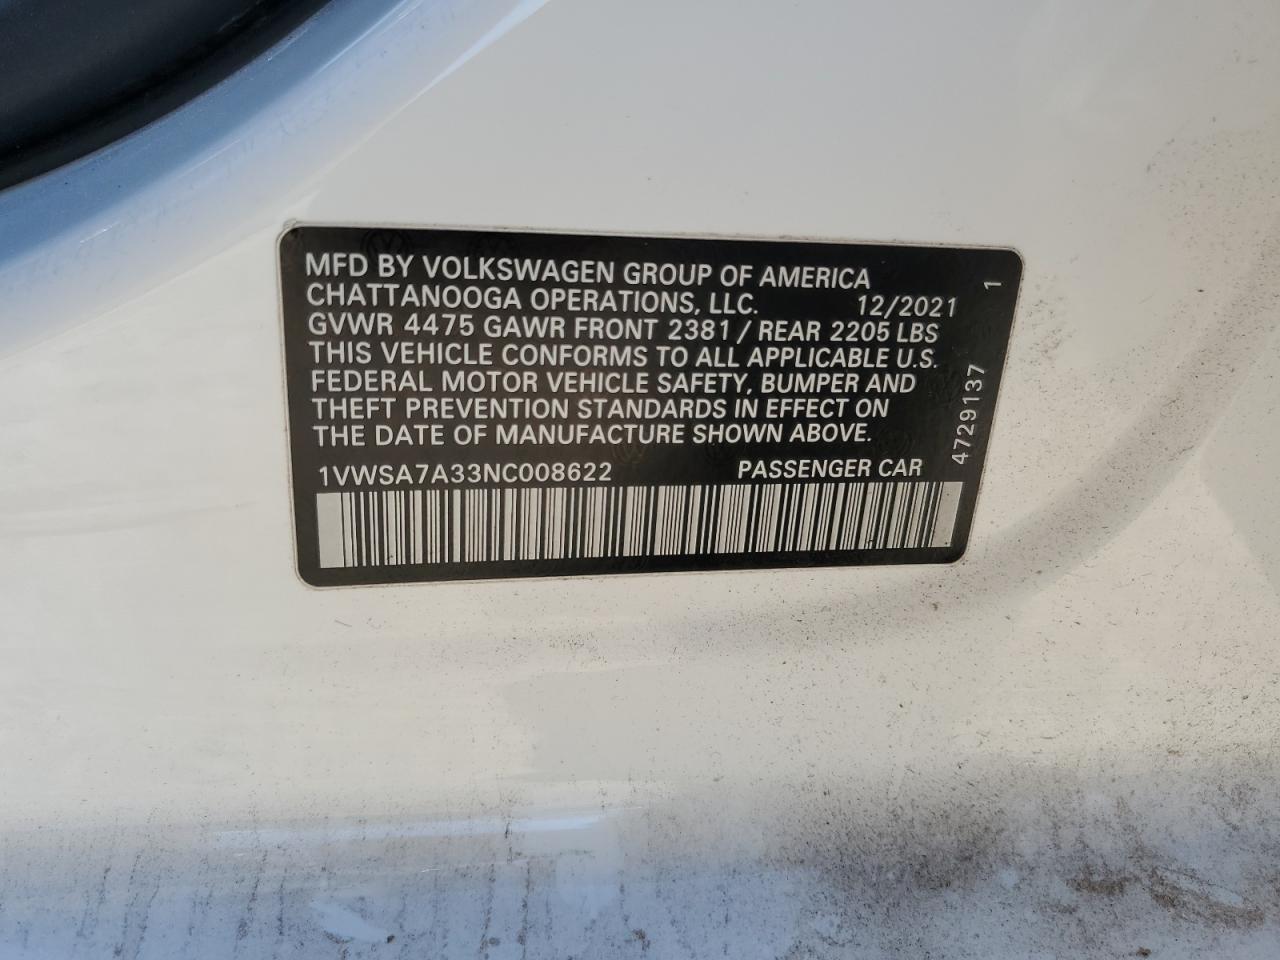 MFD BY VOLKSWAGEN GROUP OF AMERICA
CHATTANOOGA OPERATIONS, LLC. 12/2021
GVWR 4475 GAWR FRONT 2381 / REAR 2205 LBS
THIS VEHICLE CONFORMS TO ALL APPLICABLE U.S.
FEDERAL MOTOR VEHICLE SAFETY, BUMPER AND
THEFT PREVENTION STANDARDS IN EFFECT ON
THE DATE OF MANUFACTURE SHOWN ABOVE.
1VWSA7A33NC008622 PASSENGER CAR
4729137 1